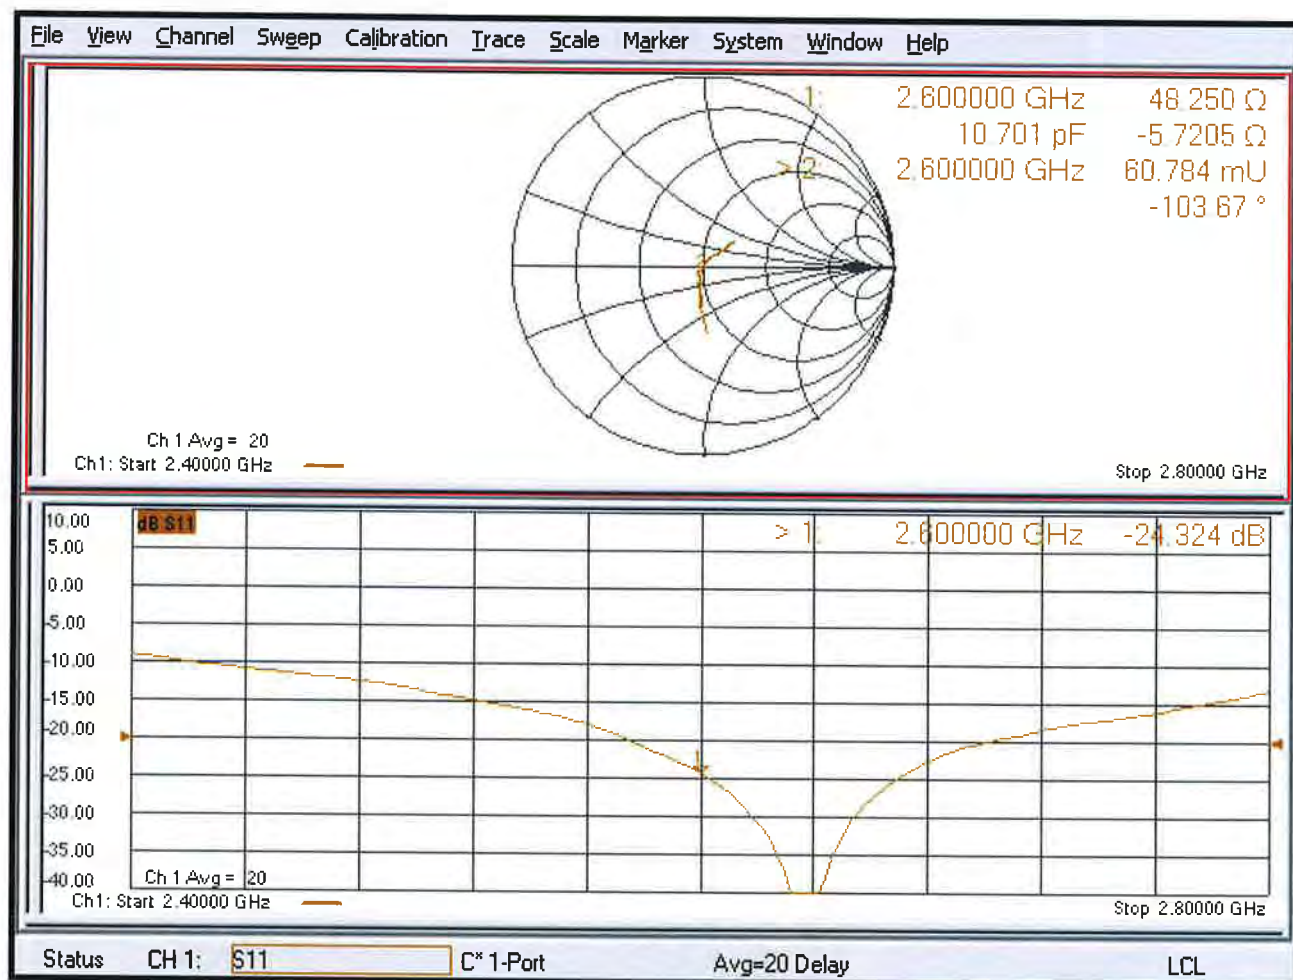 File View Channel Sweep Calibration Trace Scale Marker System Window Help
1: 2.600000 GHz 48.250 Ω
10.701 pF -5.7205 Ω
> 2: 2.600000 GHz 60.784 mU
-103.67 °
Ch 1 Avg = 20
Ch1: Start 2.40000 GHz
Stop 2.80000 GHz
10.00
dB S11
> 1: 2.600000 GHz -24.324 dB
5.00
0.00
-5.00
-10.00
-15.00
-20.00
-25.00
-30.00
-35.00
-40.00
Ch 1 Avg = 20
Ch1: Start 2.40000 GHz
Stop 2.80000 GHz
Status CH 1: S11 C* 1-Port Avg=20 Delay LCL